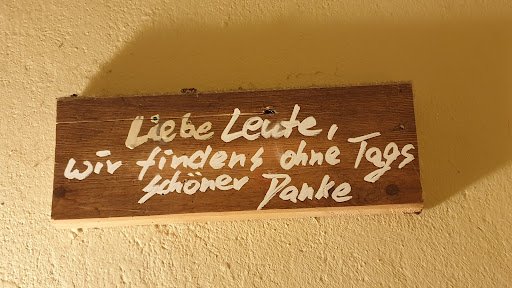 Liebe Leute,
wir findens ohne Tags
schöner Danke